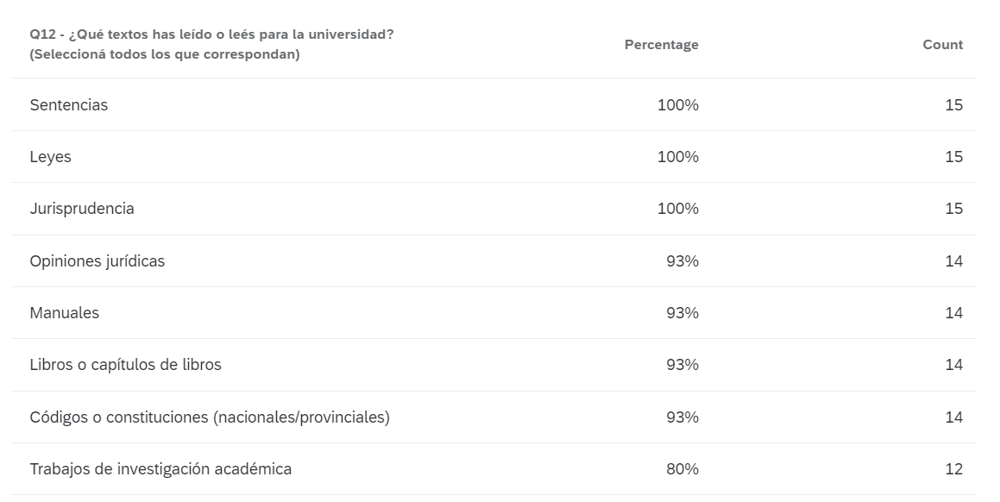 Q12 - ¿Qué textos has leído o leés para la universidad?
(Seleccioná todos los que correspondan) Percentage Count
Sentencias 100% 15
Leyes 100% 15
Jurisprudencia 100% 15
Opiniones jurídicas 93% 14
Manuales 93% 14
Libros o capítulos de libros 93% 14
Códigos o constituciones (nacionales/provinciales) 93% 14
Trabajos de investigación académica 80% 12